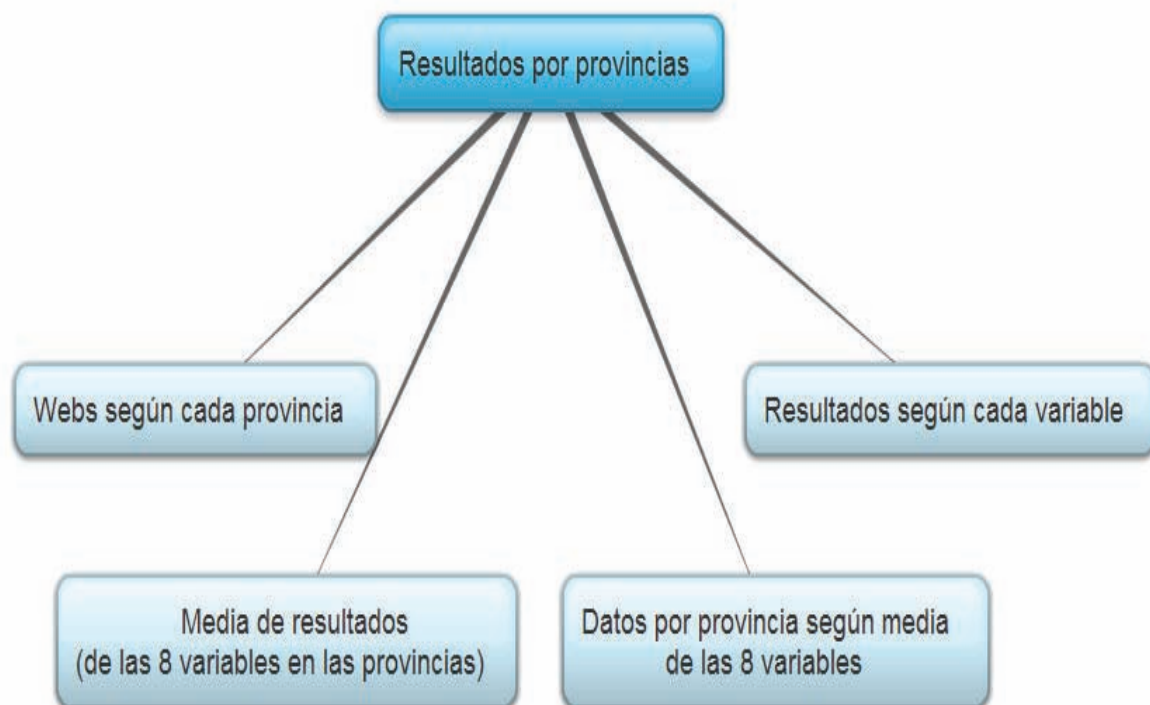 Resultados por provincias
Webs según cada provincia
Resultados según cada variable
Media de resultados
(de las 8 variables en las provincias)
Datos por provincia según media
de las 8 variables